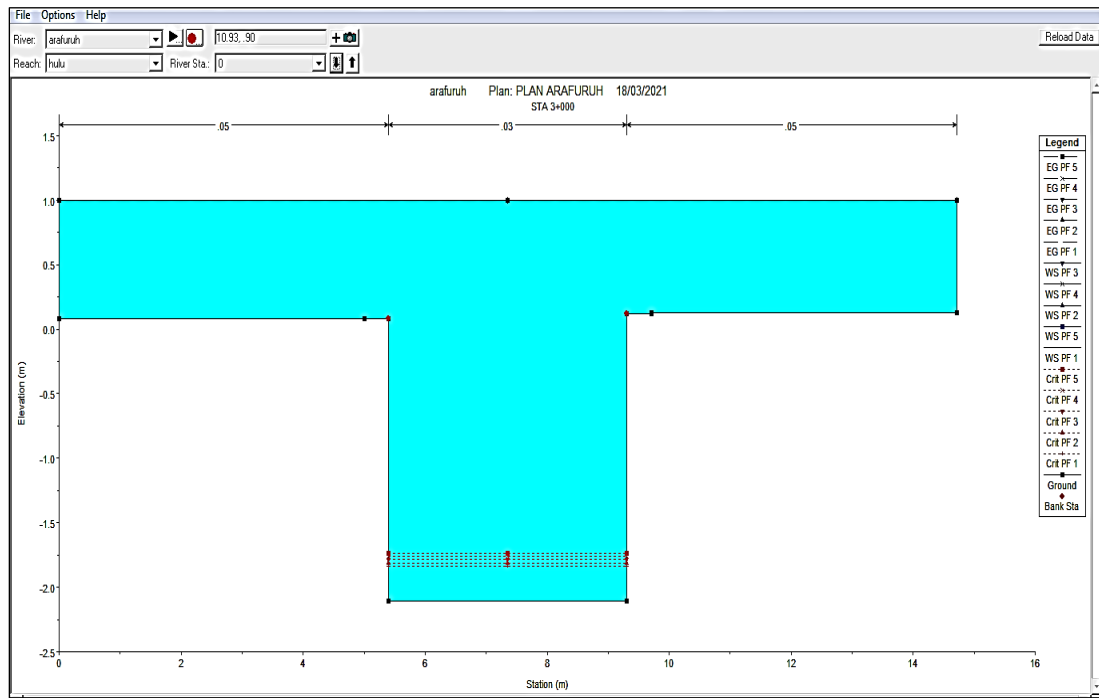 File Options Help
River: arafuruh 10.93, .90 Reload Data
Reach: hulu River Sta.: 0
arafuruh Plan: PLAN ARAFURUH 18/03/2021
STA 3+000
.05 .03 .05
1.5
1.0
0.5
0.0
-0.5
-1.0
-1.5
-2.0
-2.5
Elevation (m)
0 2 4 6 8 10 12 14 16
Station (m)
Legend
EG PF 5
EG PF 4
EG PF 3
EG PF 2
EG PF 1
WS PF 3
WS PF 4
WS PF 2
WS PF 5
WS PF 1
Crit PF 5
Crit PF 4
Crit PF 3
Crit PF 2
Crit PF 1
Ground
Bank Sta